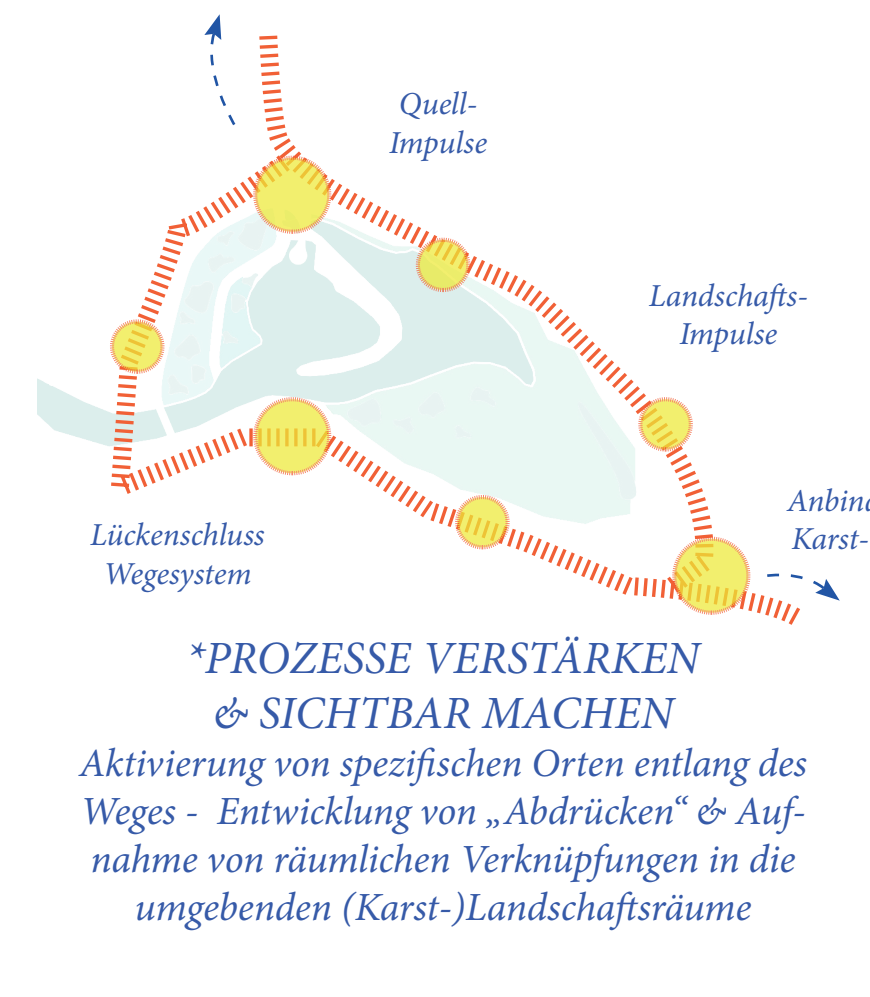 Quell-
Impulse
Landschafts-
Impulse
Karst-
Lückenschluss
Wegesystem
*PROZESSE VERSTÄRKEN
& SICHTBAR MACHEN
Aktivierung von spezifischen Orten entlang des
Weges - Entwicklung von „Abdrücken“ & Auf-
nahme von räumlichen Verknüpfungen in die
umgebenden (Karst-)Landschaftsräume